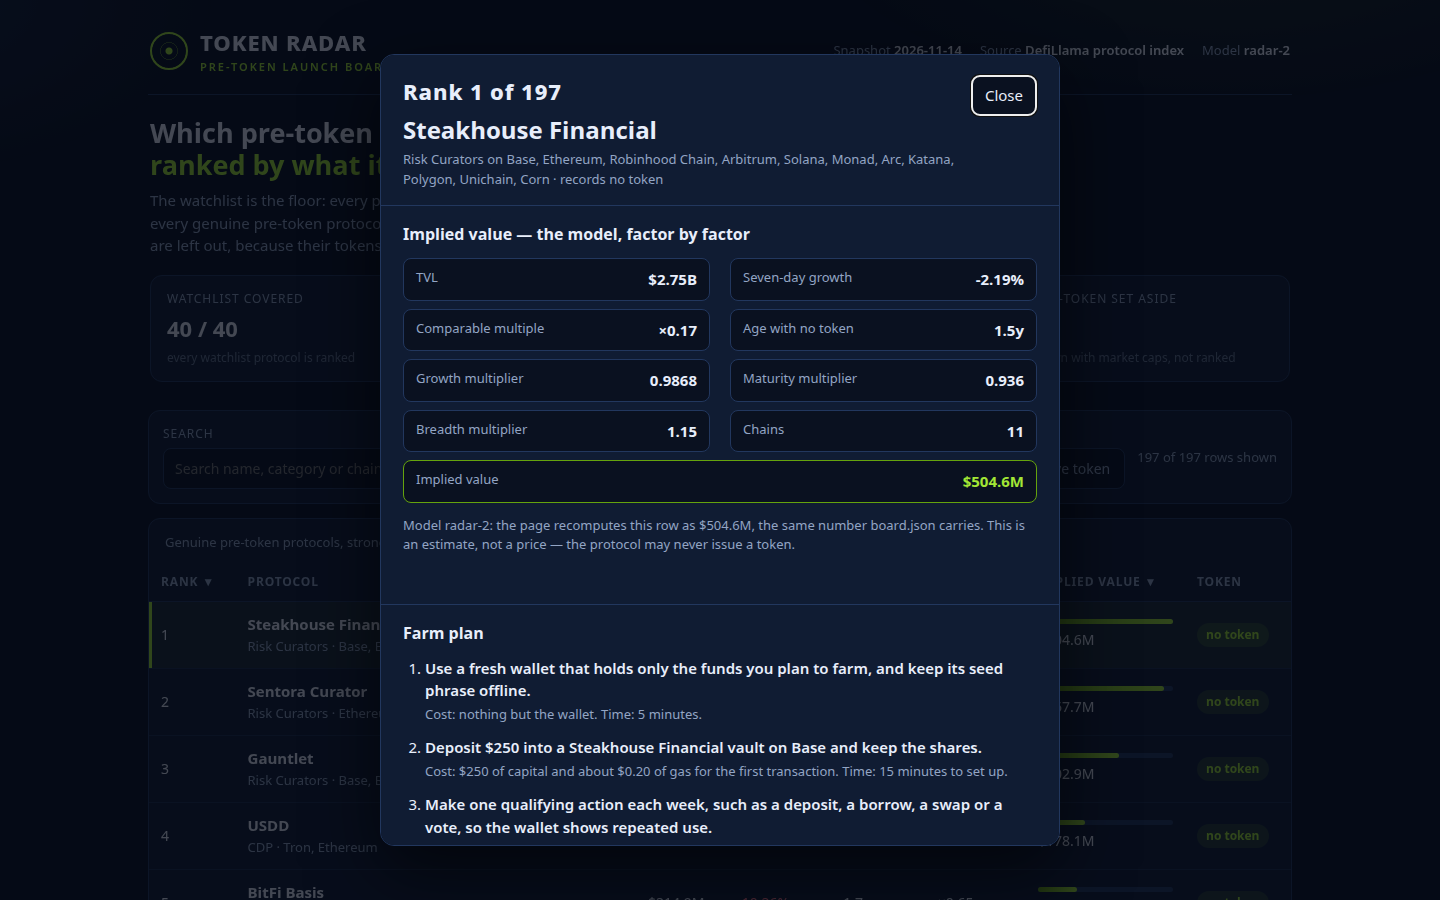 TOKEN RADAR
PRE-TOKEN LAUNCH BOAR
Snapshot 2026-11-14 Source DefiLlama protocol index Model radar-2
Which pre-token
ranked by what it
The watchlist is the floor: every p
every genuine pre-token protoco
are left out, because their tokens
WATCHLIST COVERED
40 / 40
every watchlist protocol is ranked
-TOKEN SET ASIDE
n with market caps, not ranked
SEARCH
Search name, category or chain
e token
197 of 197 rows shown
Genuine pre-token protocols, stron
RANK ▼ PROTOCOL PLIED VALUE ▼ TOKEN
1 Steakhouse Finan 04.6M no token
Risk Curators · Base, E
2 Sentora Curator 57.7M no token
Risk Curators · Ethere
3 Gauntlet 02.9M no token
Risk Curators · Base, E
4 USDD 78.1M no token
CDP · Tron, Ethereum
BitFi Basis
Rank 1 of 197
Close
Steakhouse Financial
Risk Curators on Base, Ethereum, Robinhood Chain, Arbitrum, Solana, Monad, Arc, Katana,
Polygon, Unichain, Corn · records no token
Implied value — the model, factor by factor
TVL $2.75B
Seven-day growth -2.19%
Comparable multiple ×0.17
Age with no token 1.5y
Growth multiplier 0.9868
Maturity multiplier 0.936
Breadth multiplier 1.15
Chains 11
Implied value $504.6M
Model radar-2: the page recomputes this row as $504.6M, the same number board.json carries. This is
an estimate, not a price — the protocol may never issue a token.
Farm plan
1. Use a fresh wallet that holds only the funds you plan to farm, and keep its seed
phrase offline.
Cost: nothing but the wallet. Time: 5 minutes.
2. Deposit $250 into a Steakhouse Financial vault on Base and keep the shares.
Cost: $250 of capital and about $0.20 of gas for the first transaction. Time: 15 minutes to set up.
3. Make one qualifying action each week, such as a deposit, a borrow, a swap or a
vote, so the wallet shows repeated use.